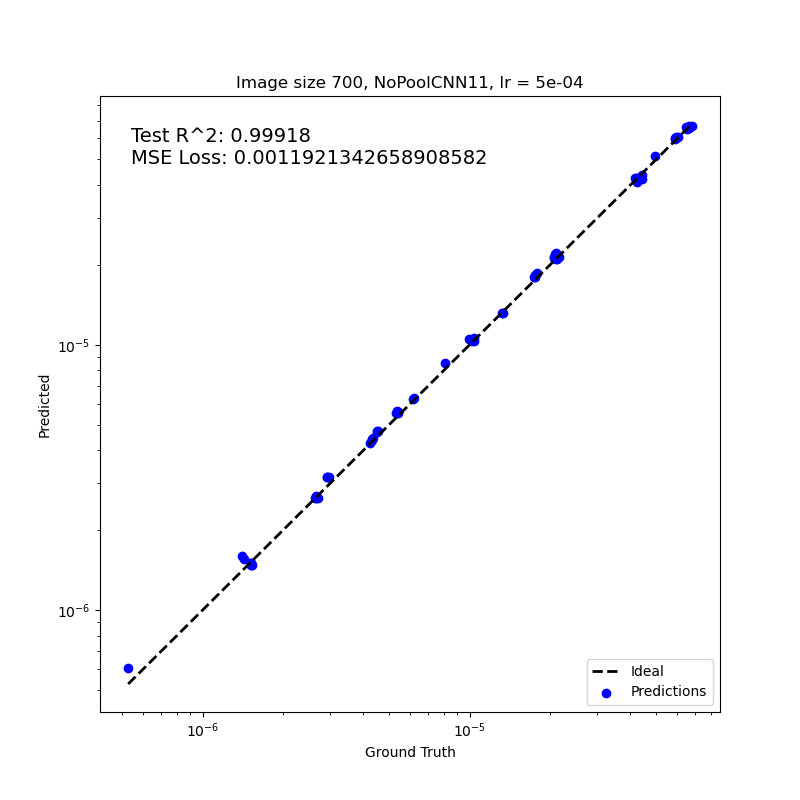 Image size 700, NoPoolCNN11, lr = 5e-04
Test R^2: 0.99918
MSE Loss: 0.0011921342658908582
10⁻⁵
Predicted
10⁻⁶
Ideal
Predictions
10⁻⁶ 10⁻⁵
Ground Truth